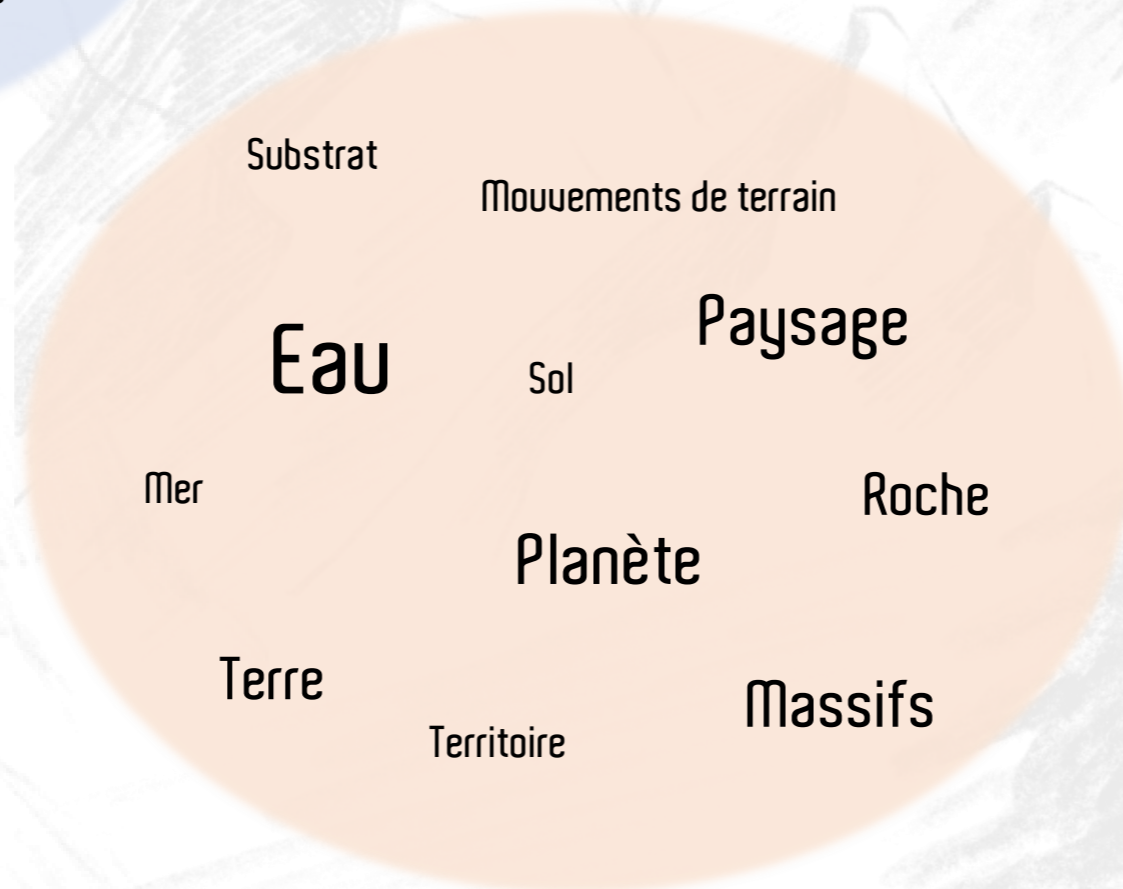 Substrat
Mouvements de terrain
Paysage
Eau
Sol
Mer
Roche
Planète
Terre
Massifs
Territoire